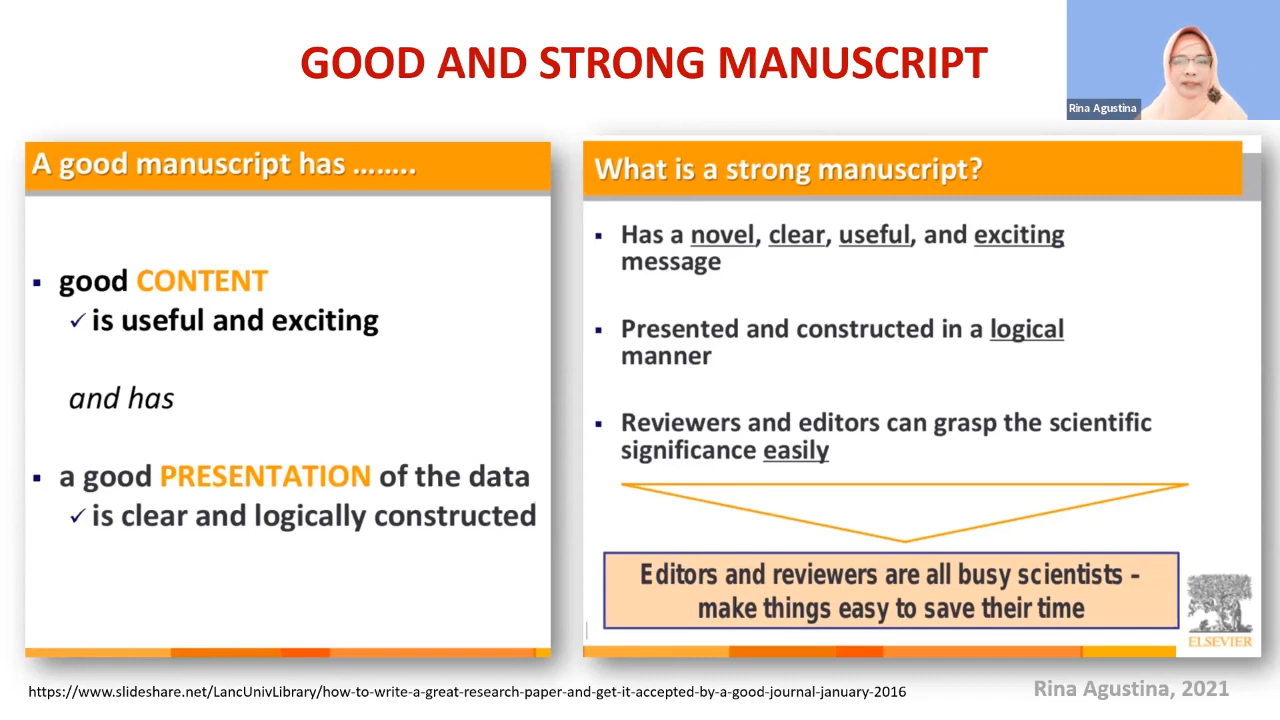 GOOD AND STRONG MANUSCRIPT
Rina Agustina
A good manuscript has ……..
▪ good CONTENT
✓ is useful and exciting
and has
▪ a good PRESENTATION of the data
✓ is clear and logically constructed
What is a strong manuscript?
▪ Has a novel, clear, useful, and exciting
message
▪ Presented and constructed in a logical
manner
▪ Reviewers and editors can grasp the scientific
significance easily
Editors and reviewers are all busy scientists –
make things easy to save their time
ELSEVIER
https://www.slideshare.net/LancUnivLibrary/how-to-write-a-great-research-paper-and-get-it-accepted-by-a-good-journal-january-2016
Rina Agustina, 2021